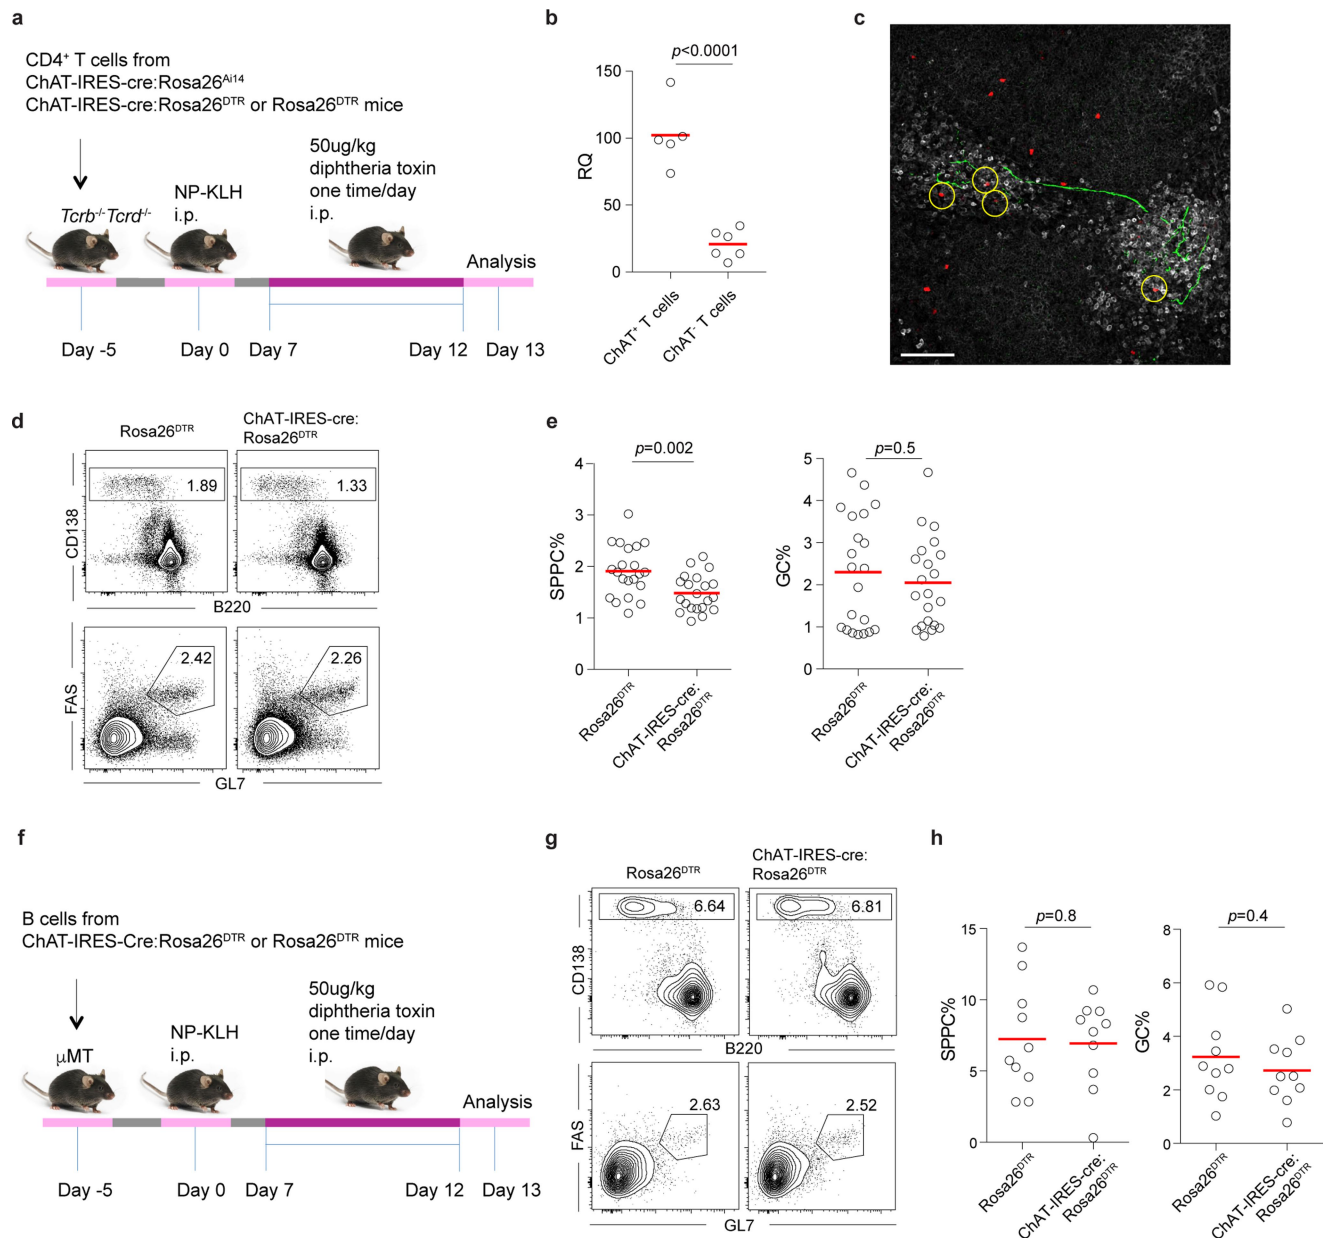 a
CD4⁺ T cells from
ChAT-IRES-cre:Rosa26ᴬⁱ¹⁴
ChAT-IRES-cre:Rosa26ᴰᵀᴿ or Rosa26ᴰᵀᴿ mice
50ug/kg
diphtheria toxin
one time/day
i.p.
NP-KLH
i.p.
Tcrb⁻/⁻Tcrd⁻/⁻
Analysis
Day -5
Day 0
Day 7
Day 12
Day 13
b
p<0.0001
150
100
50
0
RQ
ChAT⁺ T cells
ChAT⁻ T cells
c
d
Rosa26ᴰᵀᴿ
ChAT-IRES-cre:
Rosa26ᴰᵀᴿ
1.89
1.33
CD138
B220
2.42
2.26
FAS
GL7
e
p=0.002
4
3
2
1
0
SPPC%
Rosa26ᴰᵀᴿ
ChAT-IRES-cre:
Rosa26ᴰᵀᴿ
p=0.5
5
4
3
2
1
0
GC%
Rosa26ᴰᵀᴿ
ChAT-IRES-cre:
Rosa26ᴰᵀᴿ
f
B cells from
ChAT-IRES-Cre:Rosa26ᴰᵀᴿ or Rosa26ᴰᵀᴿ mice
50ug/kg
diphtheria toxin
one time/day
i.p.
NP-KLH
i.p.
μMT
Analysis
Day -5
Day 0
Day 7
Day 12
Day 13
g
Rosa26ᴰᵀᴿ
ChAT-IRES-cre:
Rosa26ᴰᵀᴿ
6.64
6.81
CD138
B220
2.63
2.52
FAS
GL7
h
p=0.8
15
10
5
0
SPPC%
Rosa26ᴰᵀᴿ
ChAT-IRES-cre:
Rosa26ᴰᵀᴿ
p=0.4
8
6
4
2
0
GC%
Rosa26ᴰᵀᴿ
ChAT-IRES-cre:
Rosa26ᴰᵀᴿ